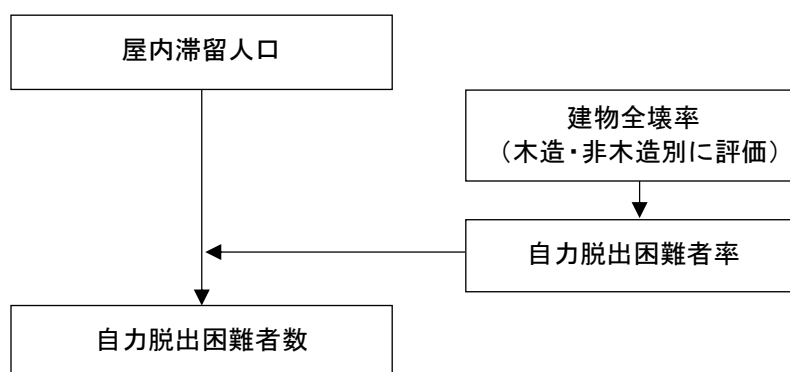 屋内滞留人口
建物全壊率
（木造・非木造別に評価）
自力脱出困難者率
自力脱出困難者数